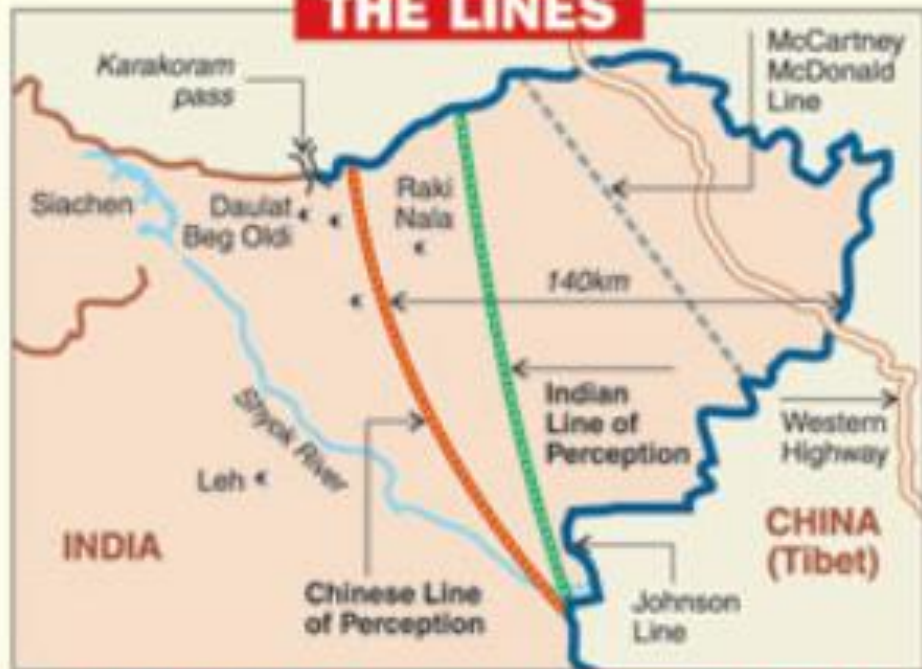 THE LINES
Karakoram
pass
McCartney
McDonald
Line
Siachen
Daulat
Beg Oldi
Raki
Nala
140km
Indian
Line of
Perception
Shyok River
Western
Highway
Leh
INDIA
CHINA
(Tibet)
Chinese Line
of Perception
Johnson
Line